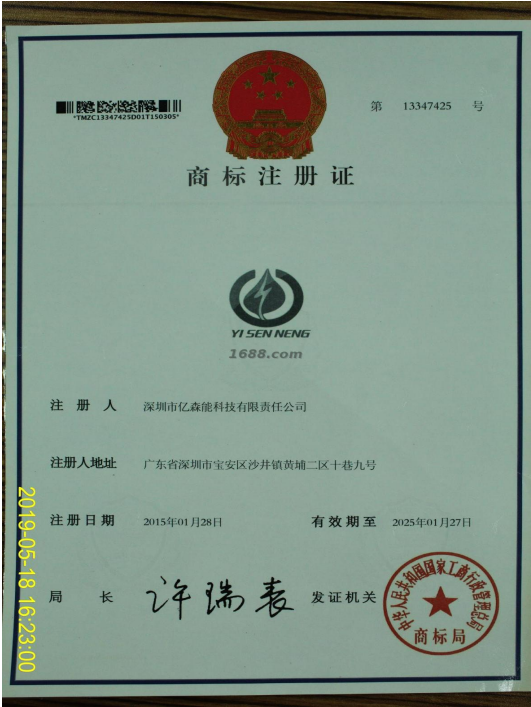 *TMZC13347425D01T150305*
第 13347425 号
商标注册证
YI SEN NENG
1688.com
注册人 深圳市亿森能科技有限责任公司
注册人地址 广东省深圳市宝安区沙井镇黄埔二区十巷九号
注册日期 2015年01月28日 有效期至 2025年01月27日
局长 许瑞表 发证机关
中华人民共和国国家工商行政管理总局
商标局
2019-05-18 16:23:00